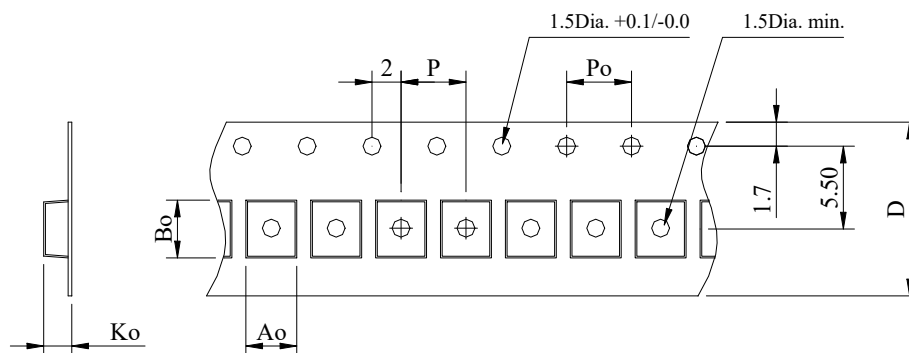 1.5Dia. +0.1/-0.0
1.5Dia. min.
2
P
Po
1.7
5.50
D
Bo
Ko
Ao